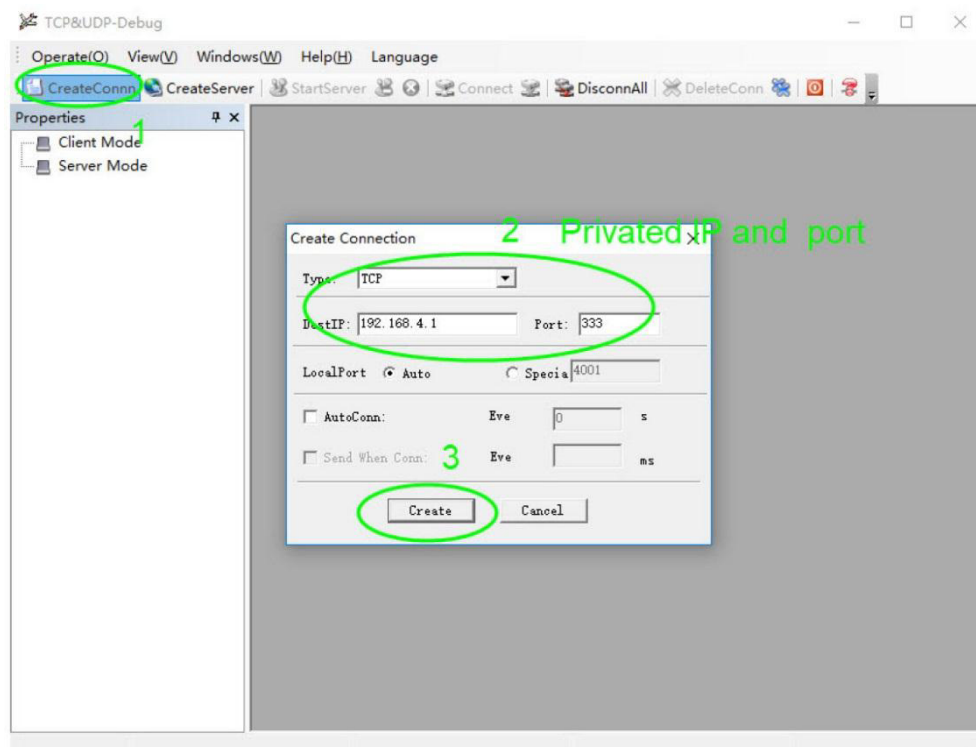 TCP&UDP-Debug
Operate(O) View(V) Windows(W) Help(H) Language
CreateConnn CreateServer StartServer Connect DisconnAll DeleteConn
Properties
1
Client Mode
Server Mode
2 Privated IP and port
Create Connection
Type: TCP
DestIP: 192.168.4.1 Port: 333
LocalPort Auto Specia 4001
AutoConn: Eve 0 s
Send When Conn: Eve ms
3
Create Cancel